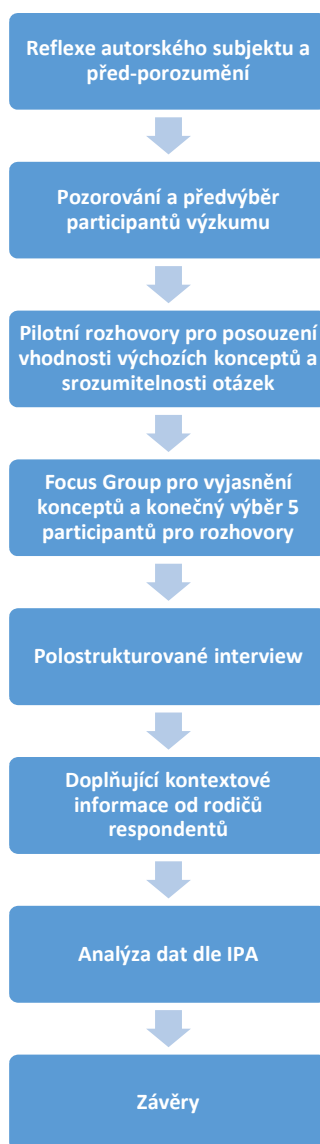 Reflexe autorského subjektu a
před-porozumění
Pozorování a předvýběr
participantů výzkumu
Pilotní rozhovory pro posouzení
vhodnosti výchozích konceptů a
srozumitelnosti otázek
Focus Group pro vyjasnění
konceptů a konečný výběr 5
participantů pro rozhovory
Polostrukturované interview
Doplňující kontextové
informace od rodičů
respondentů
Analýza dat dle IPA
Závěry